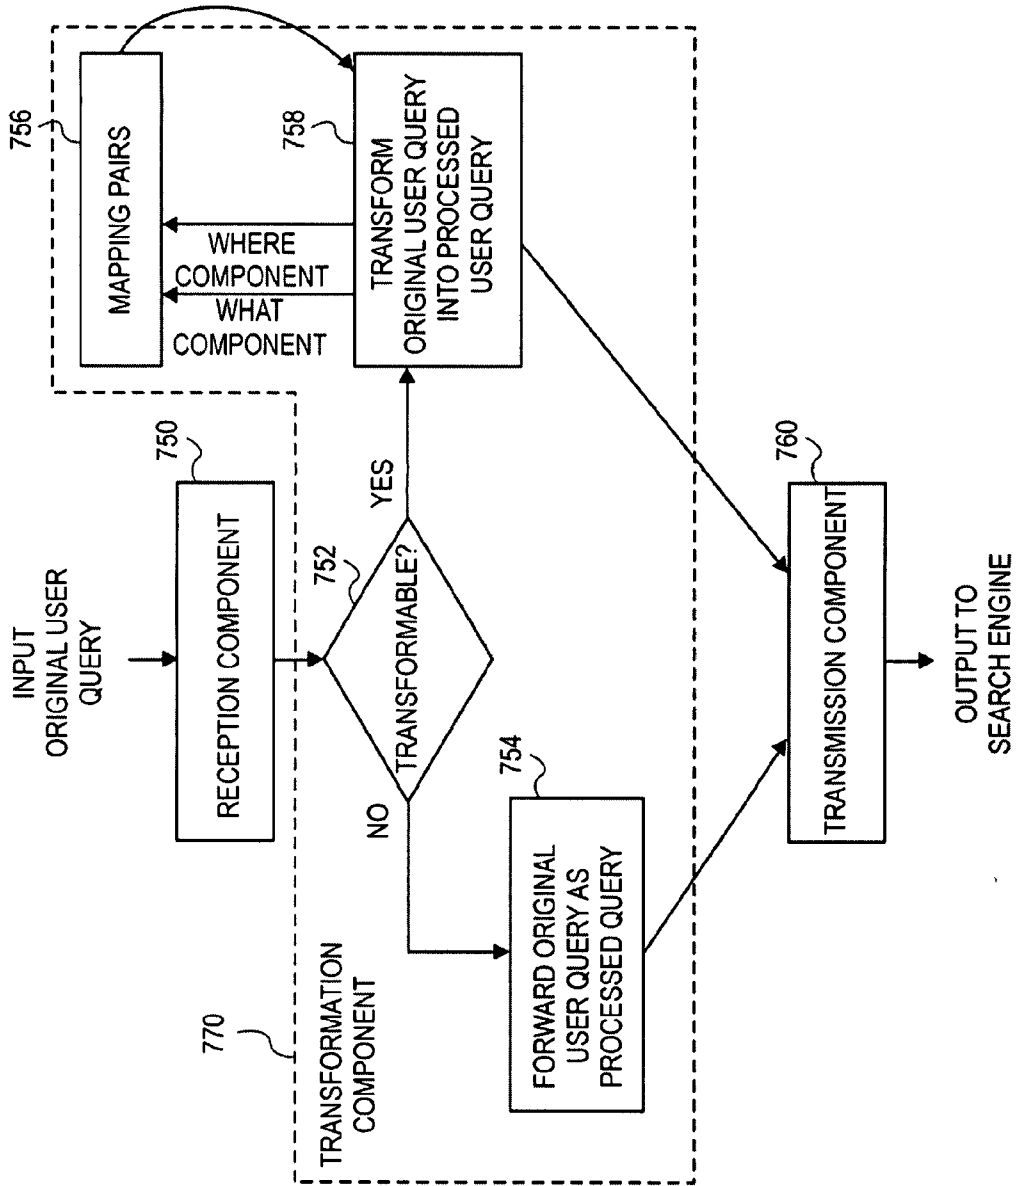 INPUT
ORIGINAL USER
QUERY
750
RECEPTION COMPONENT
752
TRANSFORMABLE?
NO
YES
754
FORWARD ORIGINAL
USER QUERY AS
PROCESSED QUERY
756
MAPPING PAIRS
WHERE
COMPONENT
WHAT
COMPONENT
758
TRANSFORM
ORIGINAL USER QUERY
INTO PROCESSED
USER QUERY
770
TRANSFORMATION
COMPONENT
760
TRANSMISSION COMPONENT
OUTPUT TO
SEARCH ENGINE